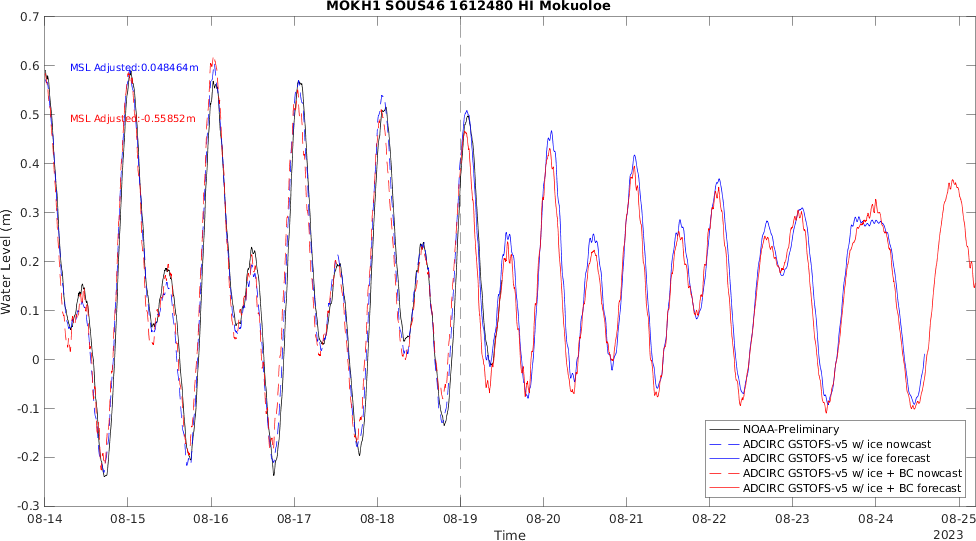 MOKH1 SOUS46 1612480 HI Mokuoloe
0.7
0.6
0.5
0.4
0.3
0.2
0.1
0
-0.1
-0.2
-0.3
Water Level (m)
MSL Adjusted:0.048464m
MSL Adjusted:-0.55852m
NOAA-Preliminary
ADCIRC GSTOFS-v5 w/ ice nowcast
ADCIRC GSTOFS-v5 w/ ice forecast
ADCIRC GSTOFS-v5 w/ ice + BC nowcast
ADCIRC GSTOFS-v5 w/ ice + BC forecast
08-14 08-15 08-16 08-17 08-18 08-19 08-20 08-21 08-22 08-23 08-24 08-25
Time
2023